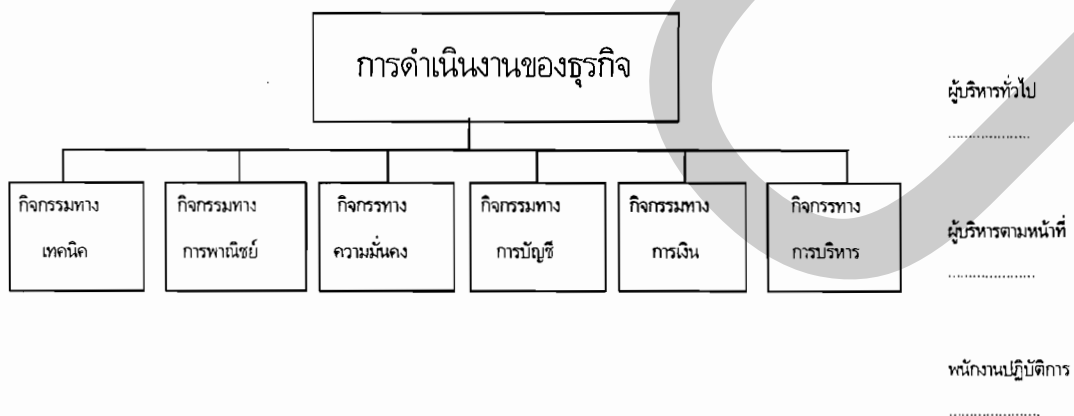 การดำเนินงานของธุรกิจ
ผู้บริหารทั่วไป
....................
กิจกรรมทาง
เทคนิค
กิจกรรมทาง
การพาณิชย์
กิจกรรทาง
ความมั่นคง
กิจกรรมทาง
การบัญชี
กิจกรรมทาง
การเงิน
กิจกรรทาง
การบริหาร
ผู้บริหารตามหน้าที่
.....................
พนักงานปฏิบัติการ
......................